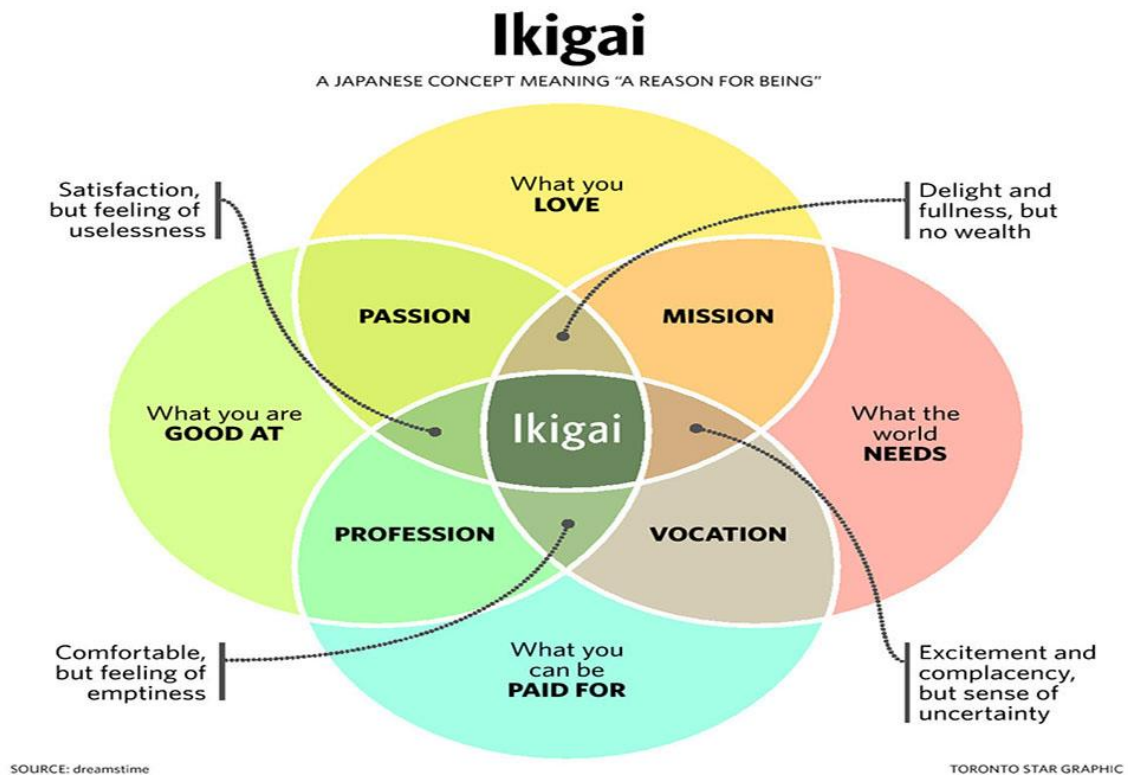 Ikigai
A JAPANESE CONCEPT MEANING “A REASON FOR BEING”
Satisfaction,
but feeling of
uselessness
What you
LOVE
Delight and
fullness, but
no wealth
PASSION
MISSION
What you are
GOOD AT
Ikigai
What the
world
NEEDS
PROFESSION
VOCATION
Comfortable,
but feeling of
emptiness
What you
can be
PAID FOR
Excitement and
complacency,
but sense of
uncertainty
SOURCE: dreamstime
TORONTO STAR GRAPHIC